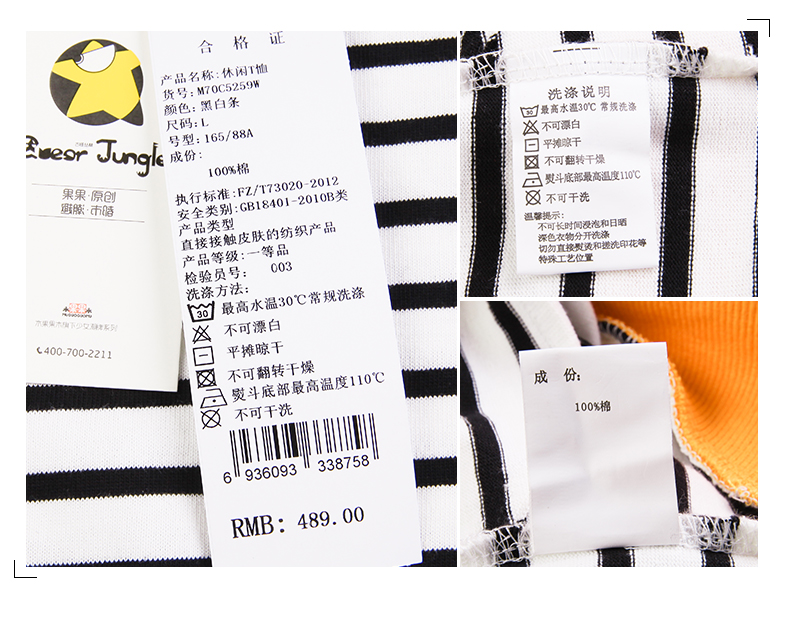 Queer Jungle
果果·原创
潮流·市韵
400-700-2211
合 格 证
产品名称:休闲T恤
货号:M70C5259W
颜色:黑白条
尺码:L
号型:165/88A
成份:
100%棉
执行标准:FZ/T73020-2012
安全类别:GB18401-2010B类
产品类型
直接接触皮肤的纺织产品
产品等级:一等品
检验员号: 003
洗涤方法:
30 最高水温30℃常规洗涤
不可漂白
平摊晾干
不可翻转干燥
熨斗底部最高温度110℃
不可干洗
6 936093 338758
RMB: 489.00
洗涤说明
30 最高水温30℃ 常规洗涤
不可漂白
平摊晾干
不可翻转干燥
熨斗底部最高温度110℃
不可干洗
温馨提示:
不可长时间浸泡和日晒
深色衣物分开洗涤
切勿直接熨烫和搓洗印花等
特殊工艺位置
成 份:
100%棉